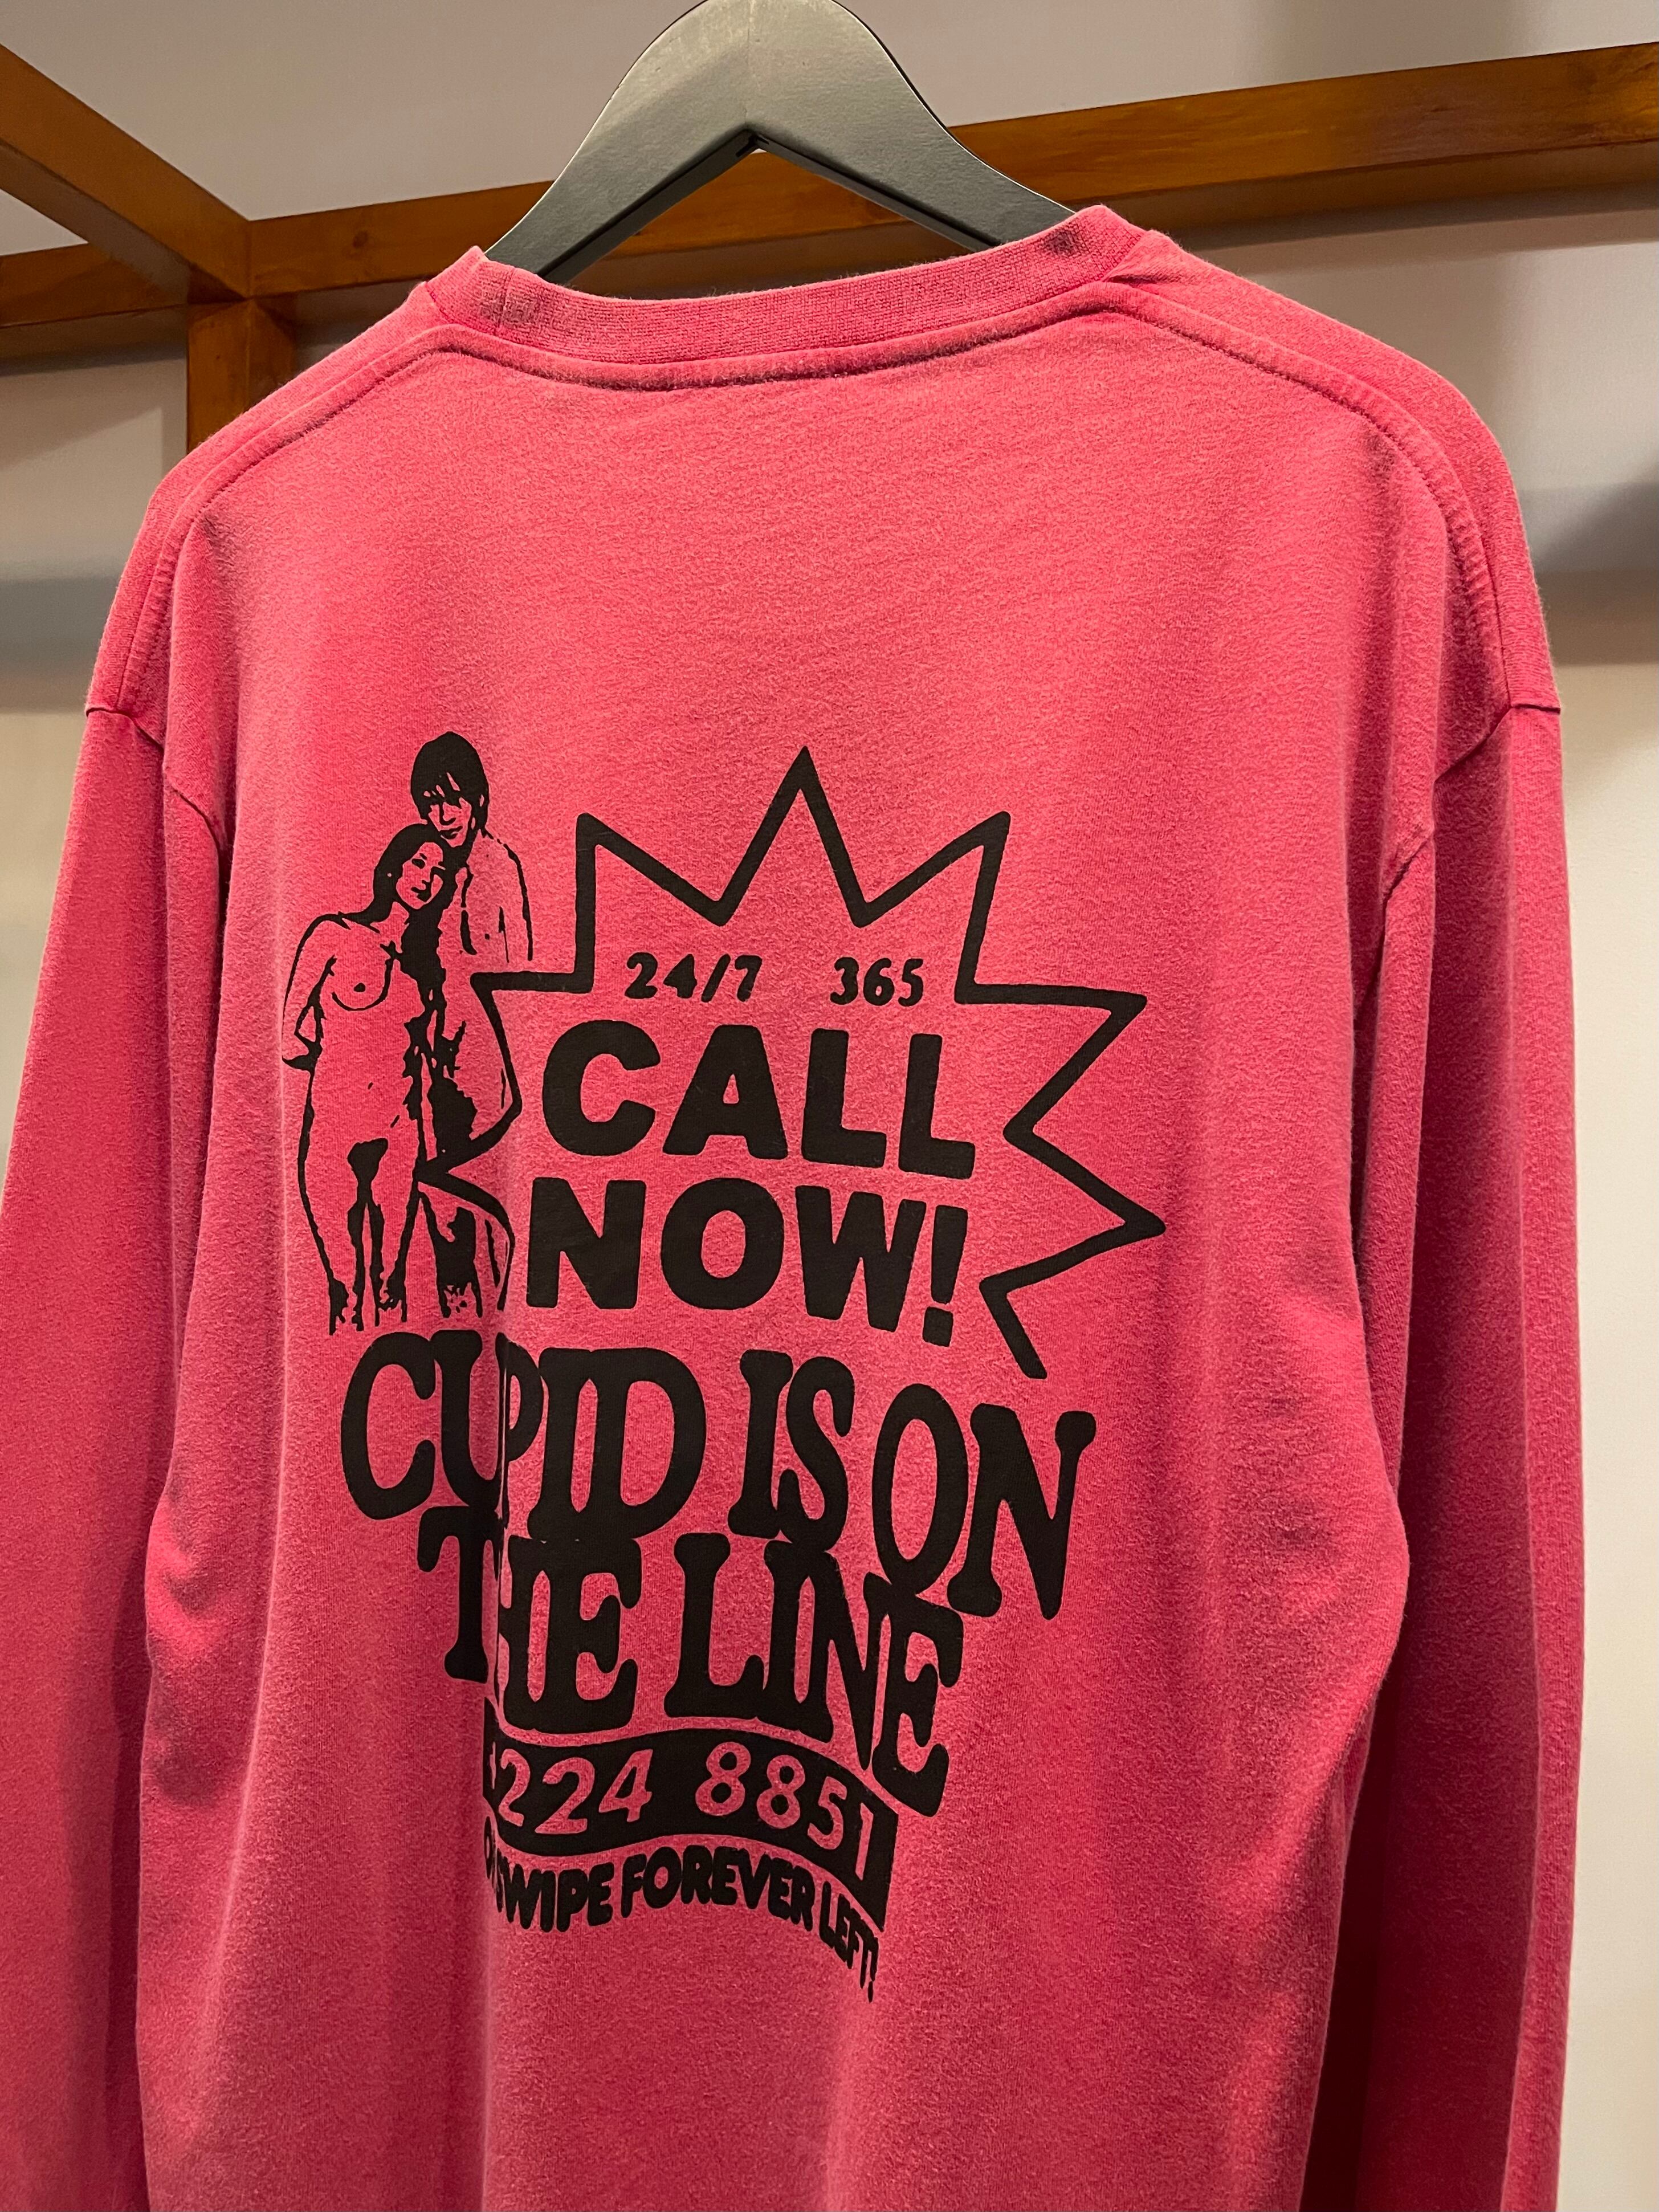 24/7 365
CALL
NOW!
CUPID IS ON
THE LINE
224 8851
SWIPE FOREVER LEFT!